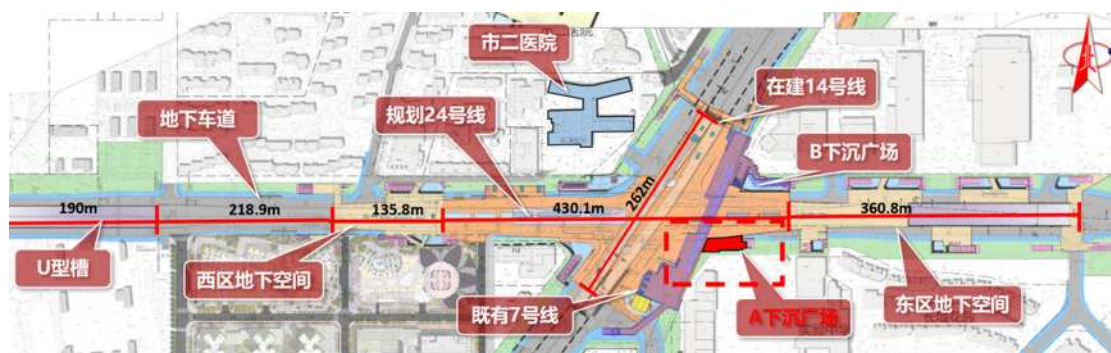 市二医院
在建14号线
地下车道
规划24号线
B下沉广场
262m
190m
218.9m
135.8m
430.1m
360.8m
U型槽
西区地下空间
既有7号线
A下沉广场
东区地下空间